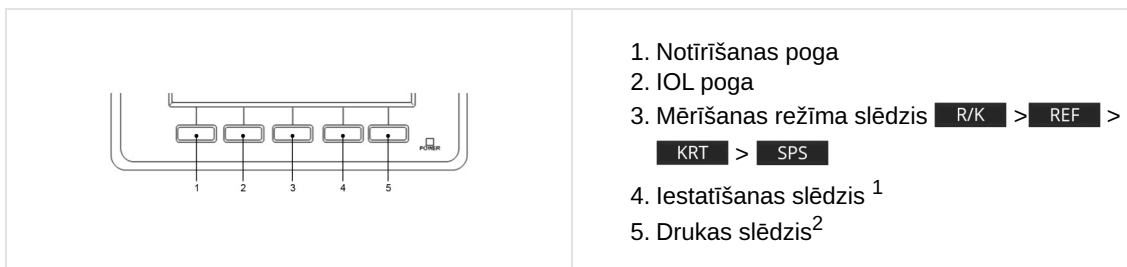 POWER
1 2 3 4 5
1. Notīrīšanas poga
2. IOL poga
3. Mērīšanas režīma slēdzis R/K > REF >
KRT > SPS
4. Iestatīšanas slēdzis 1
5. Drukas slēdzis2